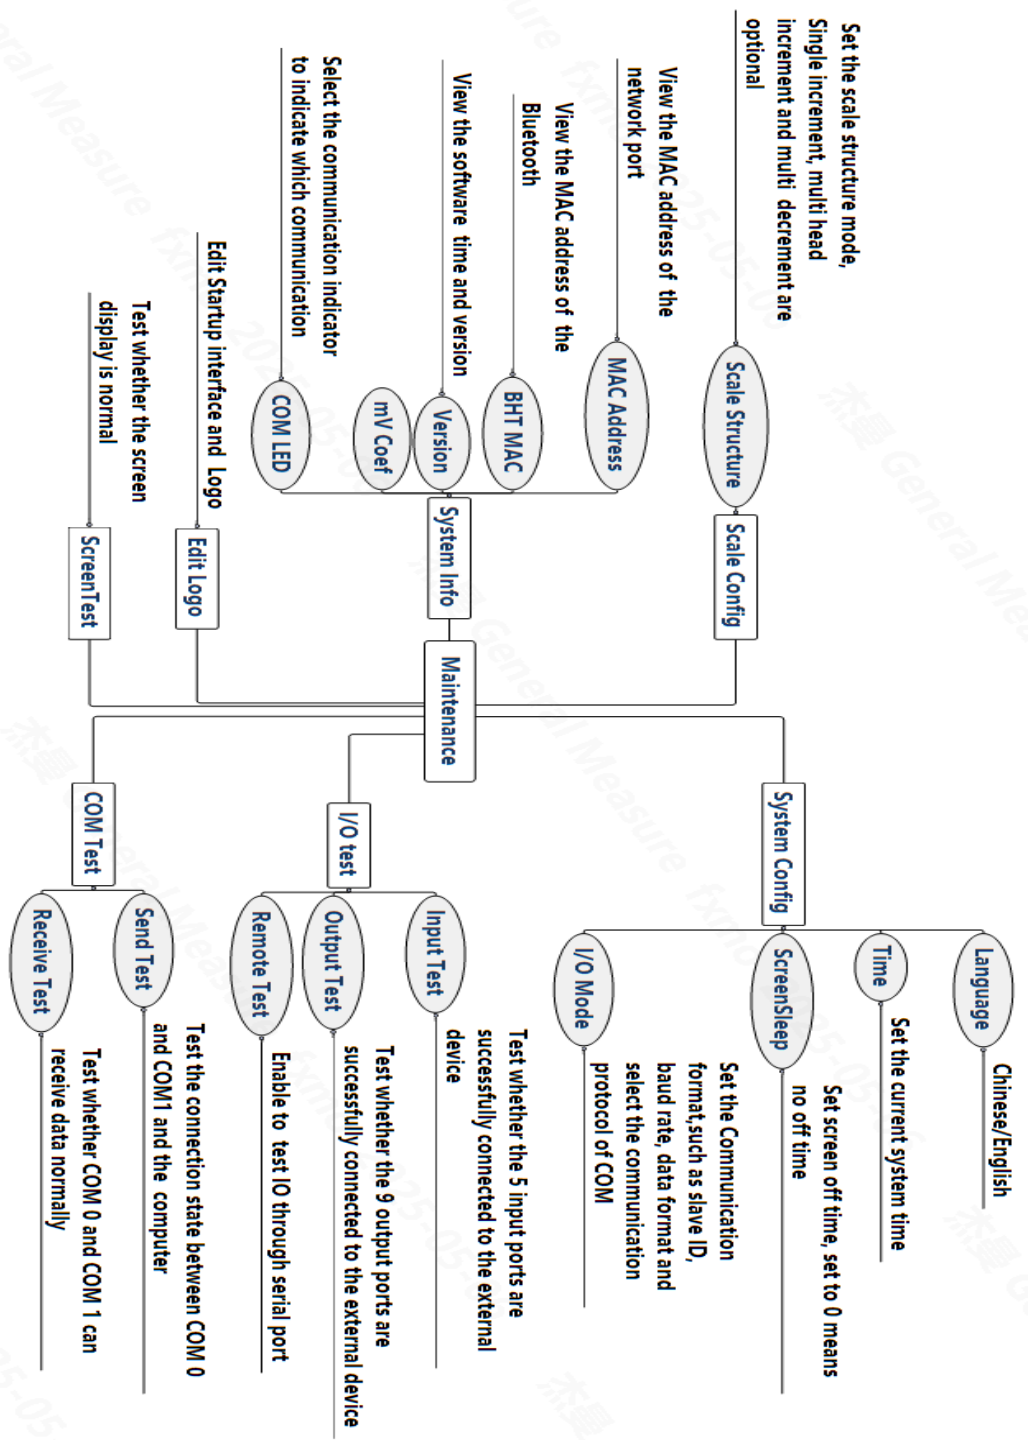 Set the scale structure mode,
Single increment, multi head
increment and multi decrement are
optional
Scale Structure
Scale Config
View the MAC address of the
network port
MAC Address
View the MAC address of the
Bluetooth
BHT MAC
View the software time and version
Version
mV Coef
Select the communication indicator
to indicate which communication
COM LED
System Info
Edit Startup interface and Logo
Edit Logo
Test whether the screen
display is normal
ScreenTest
Maintenance
System Config
Language
Chinese/English
Time
Set the current system time
ScreenSleep
Set screen off time, set to 0 means
no off time
I/O Mode
Set the Communication
format,such as slave ID,
baud rate, data format and
select the communication
protocol of COM
I/O test
Input Test
Test whether the 5 input ports are
successfully connected to the external
device
Output Test
Test whether the 9 output ports are
successfully connected to the external device
Remote Test
Enable to test IO through serial port
COM Test
Send Test
Test the connection state between COM 0
and COM1 and the computer
Receive Test
Test whether COM 0 and COM 1 can
receive data normally
杰曼 General Measure fxmo 2025-05-06